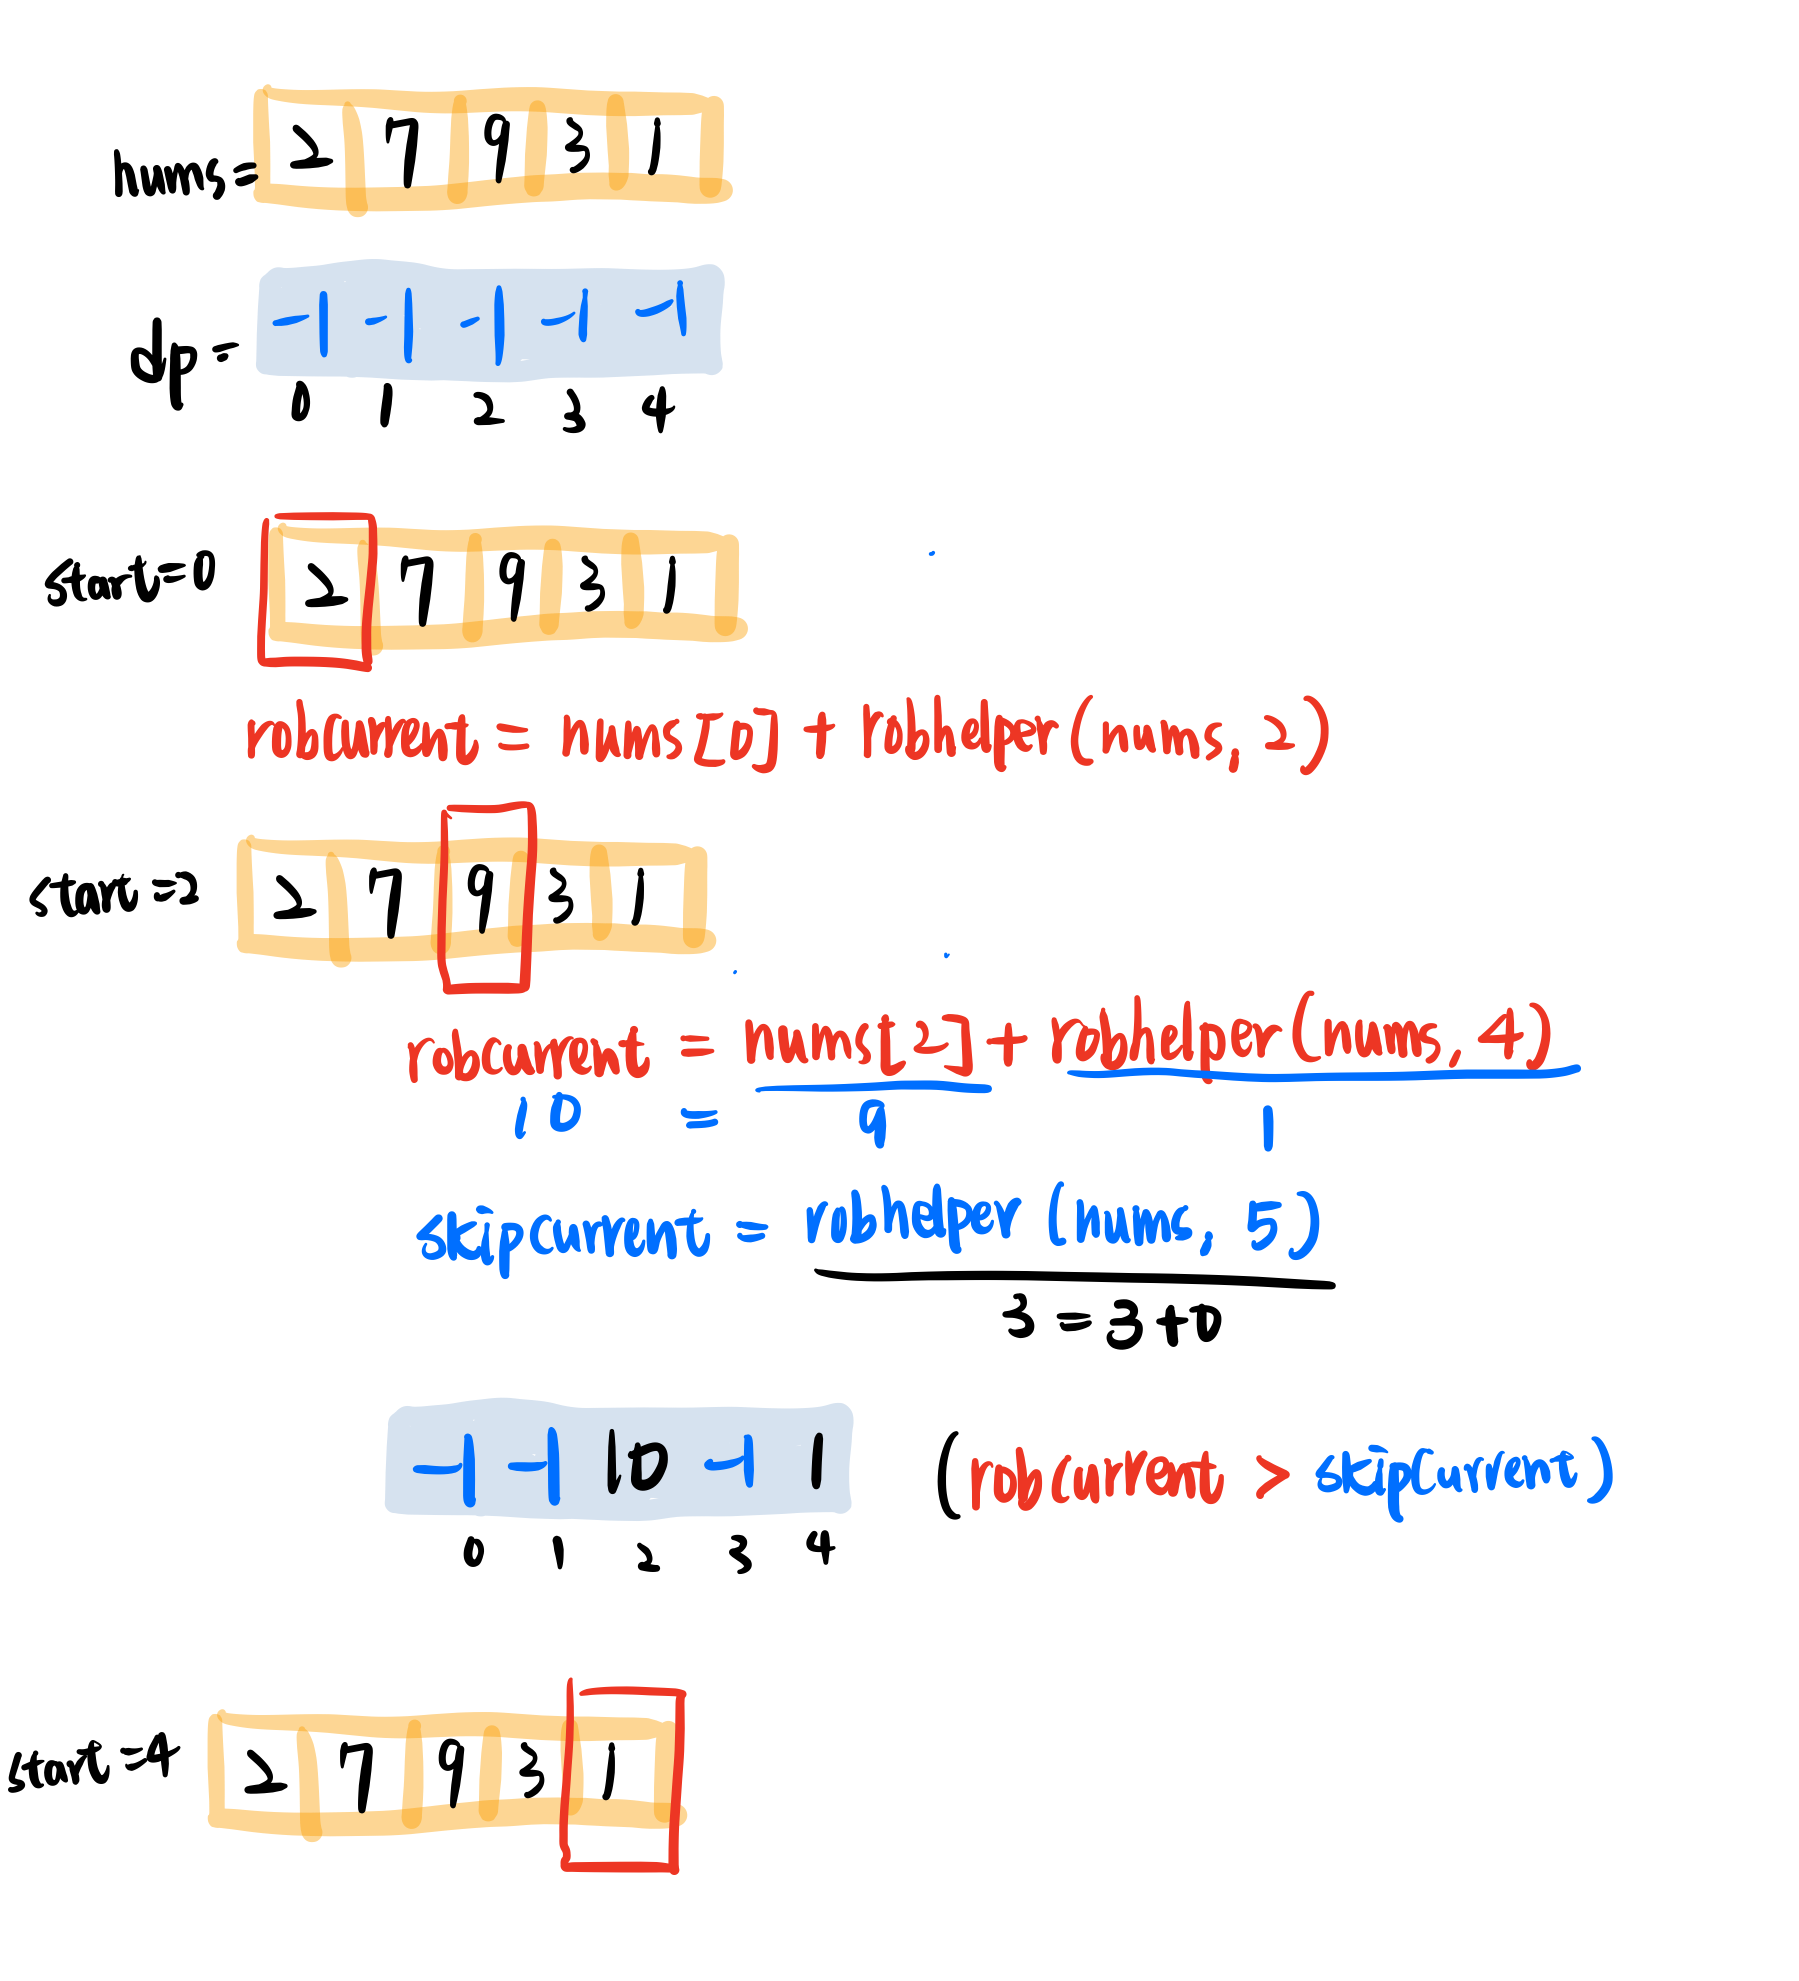 nums= 2 7 9 3 1
dp= -1 -1 -1 -1 -1
0 1 2 3 4
start=0 2 7 9 3 1
robcurrent = nums[0] + robhelper(nums, 2)
start=2 2 7 9 3 1
robcurrent = nums[2] + robhelper(nums, 4)
10 = 9 1
skipcurrent = robhelper (nums, 5)
3 = 3+0
-1 -1 10 -1 1 (robcurrent > skipcurrent)
0 1 2 3 4
start=4 2 7 9 3 1